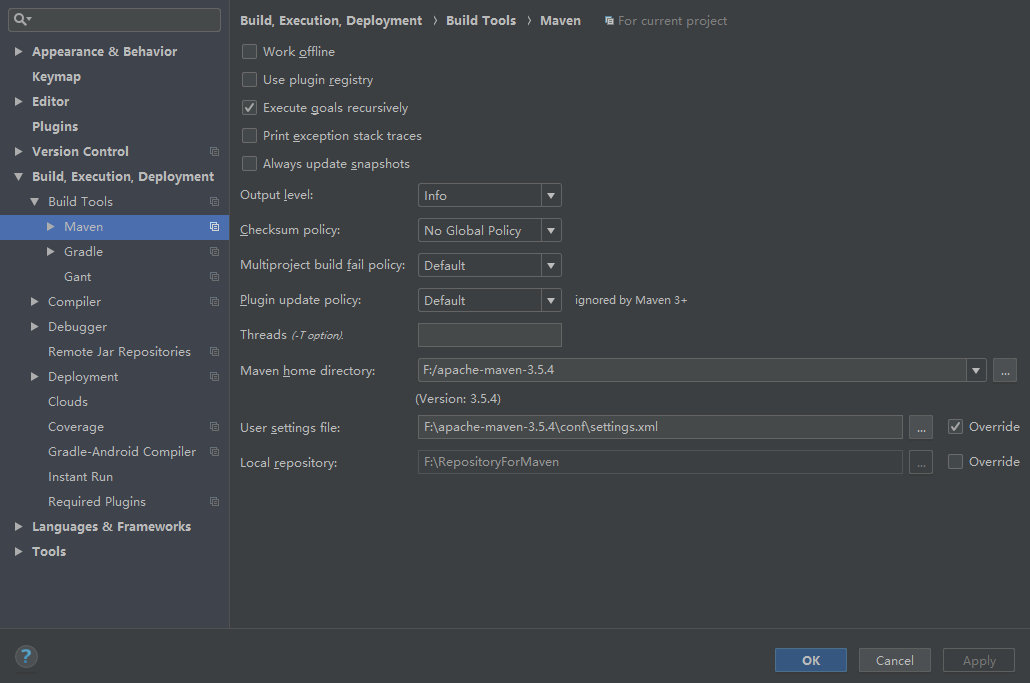 Appearance & Behavior
Keymap
Editor
Plugins
Version Control
Build, Execution, Deployment
Build Tools
Maven
Gradle
Gant
Compiler
Debugger
Remote Jar Repositories
Deployment
Clouds
Coverage
Gradle-Android Compiler
Instant Run
Required Plugins
Languages & Frameworks
Tools
Build, Execution, Deployment › Build Tools › Maven For current project
Work offline
Use plugin registry
Execute goals recursively
Print exception stack traces
Always update snapshots
Output level: Info
Checksum policy: No Global Policy
Multiproject build fail policy: Default
Plugin update policy: Default ignored by Maven 3+
Threads (-T option):
Maven home directory: F:/apache-maven-3.5.4 ...
(Version: 3.5.4)
User settings file: F:\apache-maven-3.5.4\conf\settings.xml ... Override
Local repository: F:\RepositoryForMaven ... Override
? OK Cancel Apply